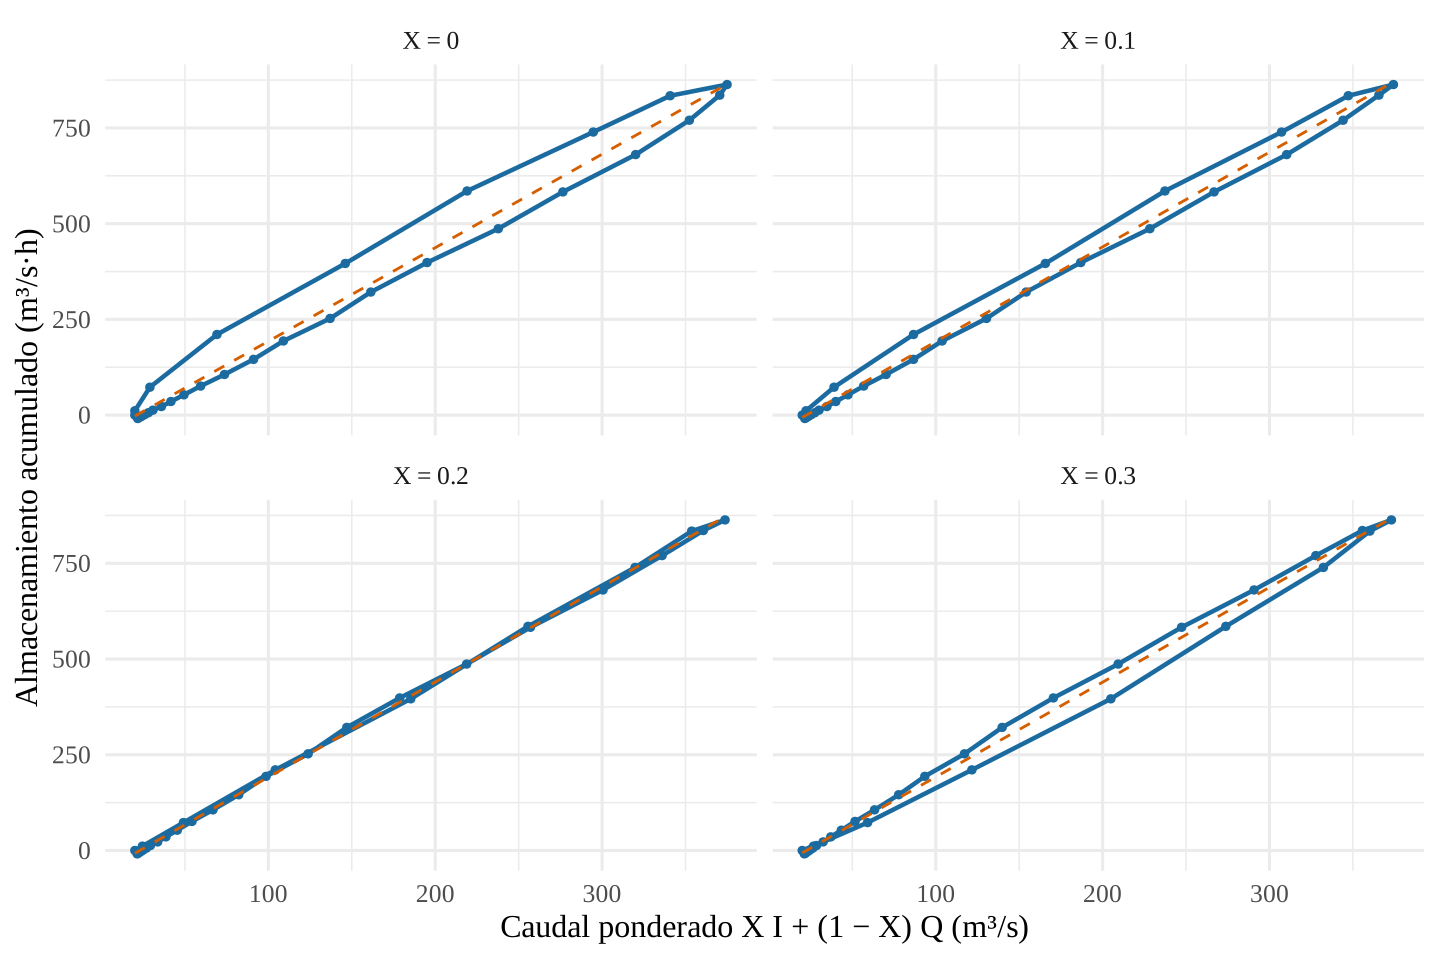 X = 0
X = 0.1
750
500
250
0
X = 0.2
X = 0.3
750
500
250
0
100
200
300
100
200
300
Almacenamiento acumulado (m³/s·h)
Caudal ponderado X I + (1 − X) Q (m³/s)